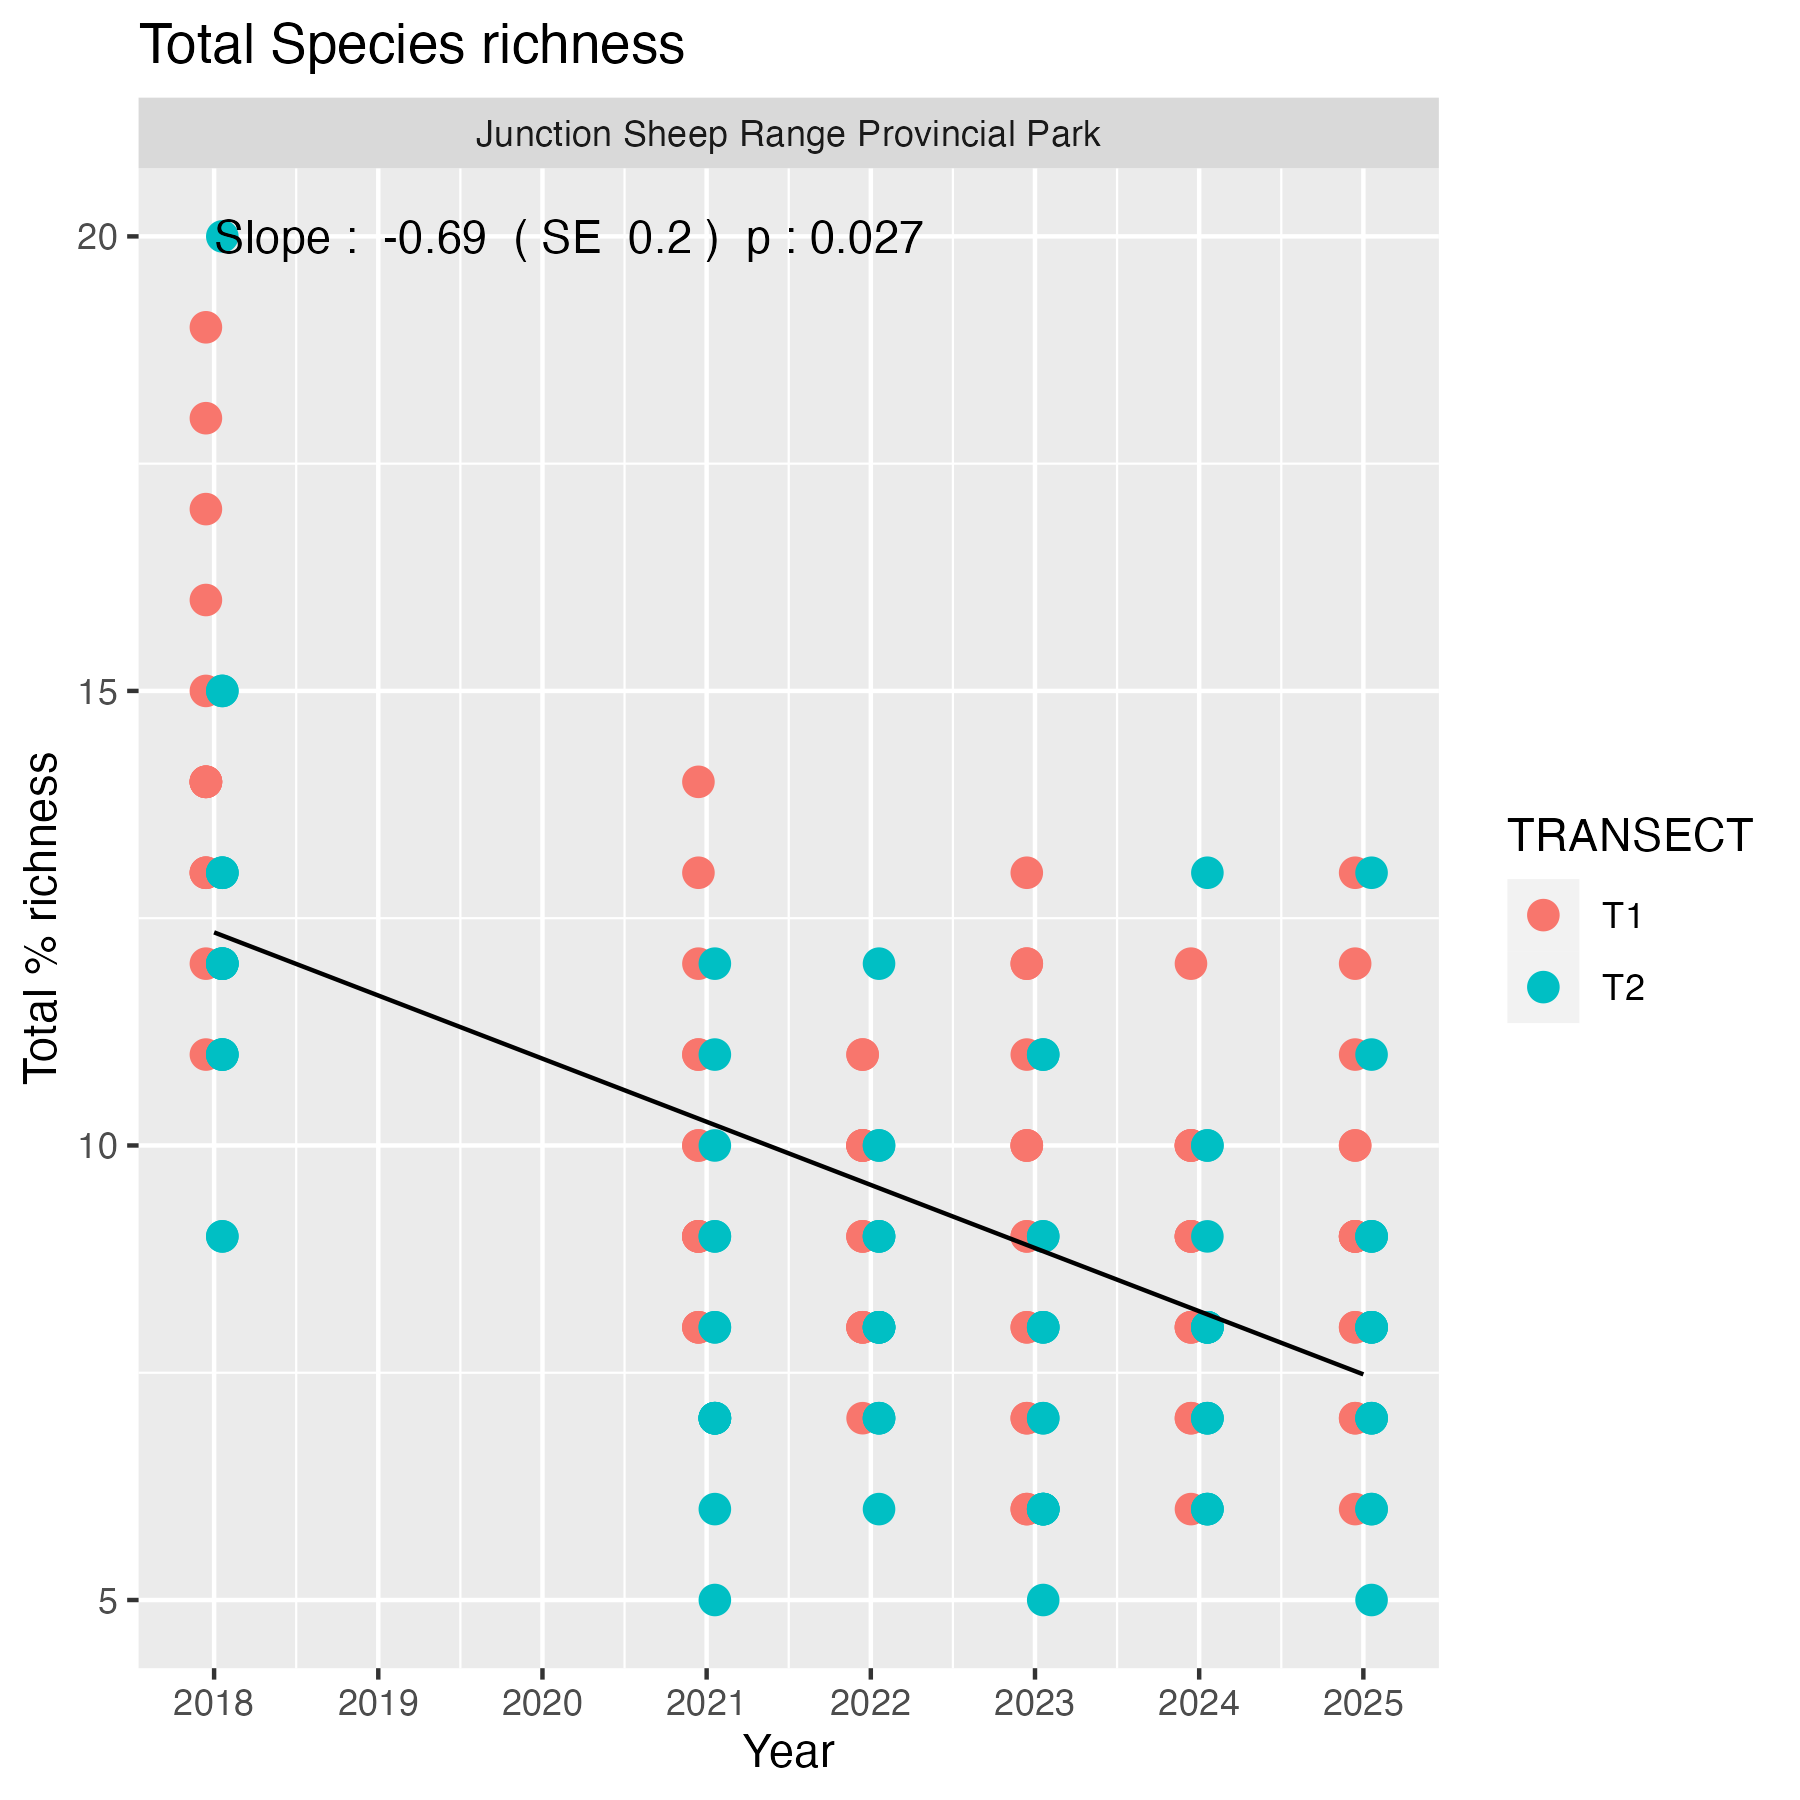 Total Species richness
Junction Sheep Range Provincial Park
Slope : -0.69 ( SE 0.2 ) p : 0.027
20
15
10
5
Total % richness
2018 2019 2020 2021 2022 2023 2024 2025
Year
TRANSECT
T1
T2